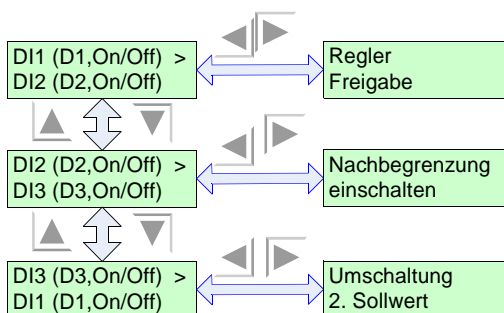 DI1 (D1,On/Off) >
DI2 (D2,On/Off)
Regler
Freigabe
DI2 (D2,On/Off) >
DI3 (D3,On/Off)
Nachbegrenzung
einschalten
DI3 (D3,On/Off) >
DI1 (D1,On/Off)
Umschaltung
2. Sollwert